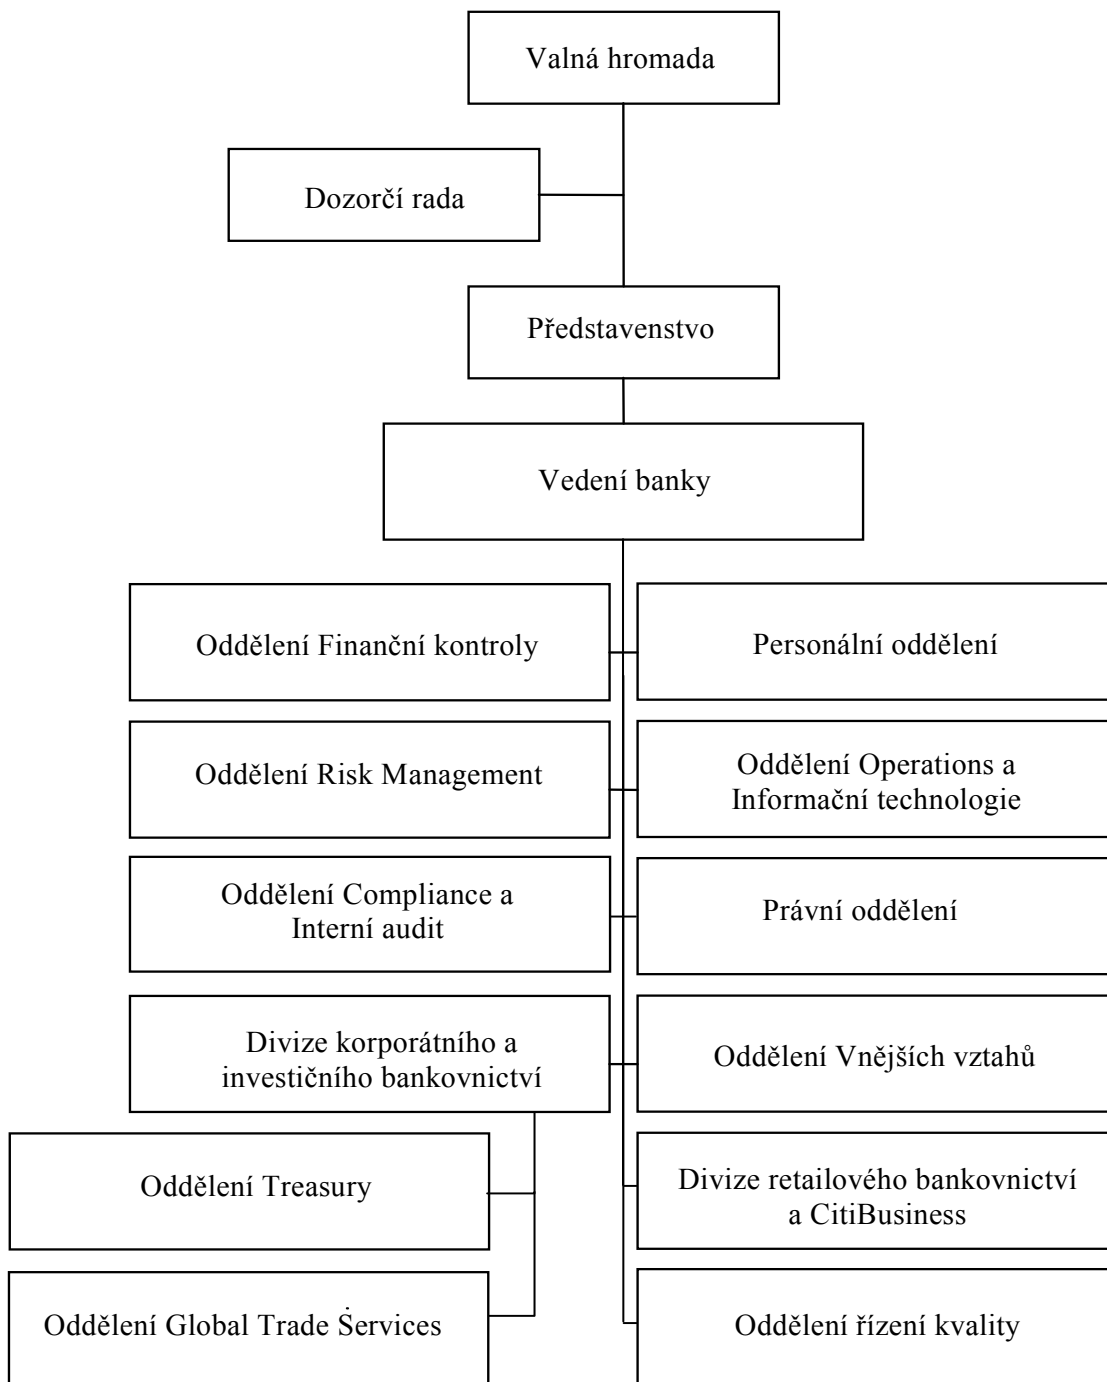 Valná hromada
Dozorčí rada
Představenstvo
Vedení banky
Oddělení Finanční kontroly
Personální oddělení
Oddělení Risk Management
Oddělení Operations a
Informační technologie
Oddělení Compliance a
Interní audit
Právní oddělení
Divize korporátního a
investičního bankovnictví
Oddělení Vnějších vztahů
Oddělení Treasury
Divize retailového bankovnictví
a CitiBusiness
Oddělení Global Trade Services
Oddělení řízení kvality